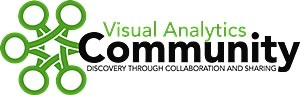 Visual Analytics
Community
DISCOVERY THROUGH COLLABORATION AND SHARING